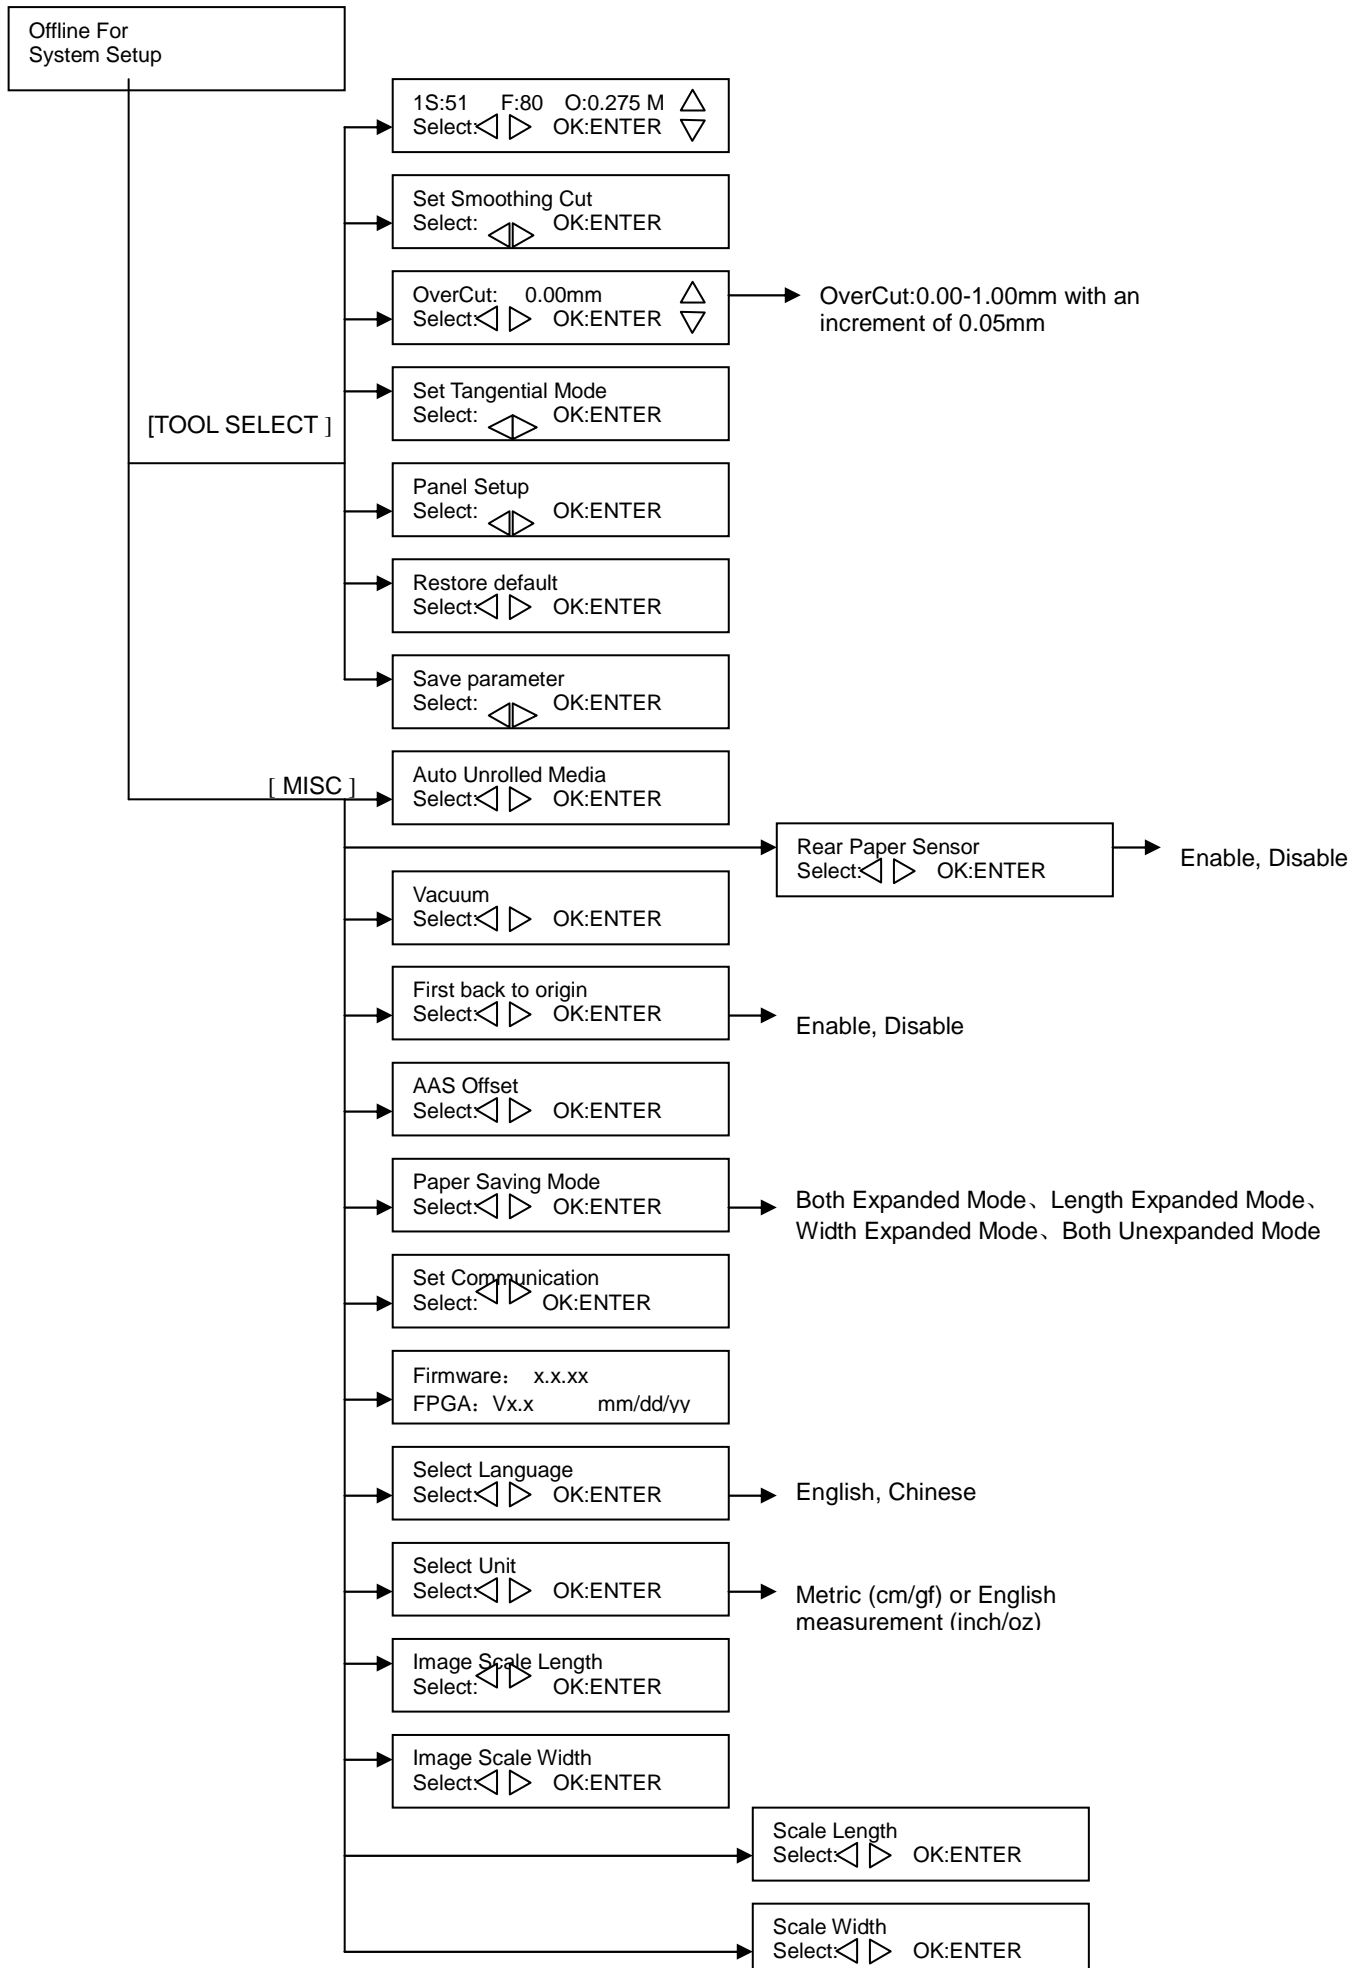 Offline For
System Setup
1S:51 F:80 O:0.275 M
Select: OK:ENTER
Set Smoothing Cut
Select: OK:ENTER
OverCut: 0.00mm
Select: OK:ENTER
OverCut:0.00-1.00mm with an
increment of 0.05mm
Set Tangential Mode
Select: OK:ENTER
[TOOL SELECT ]
Panel Setup
Select: OK:ENTER
Restore default
Select: OK:ENTER
Save parameter
Select: OK:ENTER
[ MISC ]
Auto Unrolled Media
Select: OK:ENTER
Rear Paper Sensor
Select: OK:ENTER
Enable, Disable
Vacuum
Select: OK:ENTER
First back to origin
Select: OK:ENTER
Enable, Disable
AAS Offset
Select: OK:ENTER
Paper Saving Mode
Select: OK:ENTER
Both Expanded Mode、Length Expanded Mode、
Width Expanded Mode、Both Unexpanded Mode
Set Communication
Select: OK:ENTER
Firmware： x.x.xx
FPGA：Vx.x mm/dd/yy
Select Language
Select: OK:ENTER
English, Chinese
Select Unit
Select: OK:ENTER
Metric (cm/gf) or English
measurement (inch/oz)
Image Scale Length
Select: OK:ENTER
Image Scale Width
Select: OK:ENTER
Scale Length
Select: OK:ENTER
Scale Width
Select: OK:ENTER